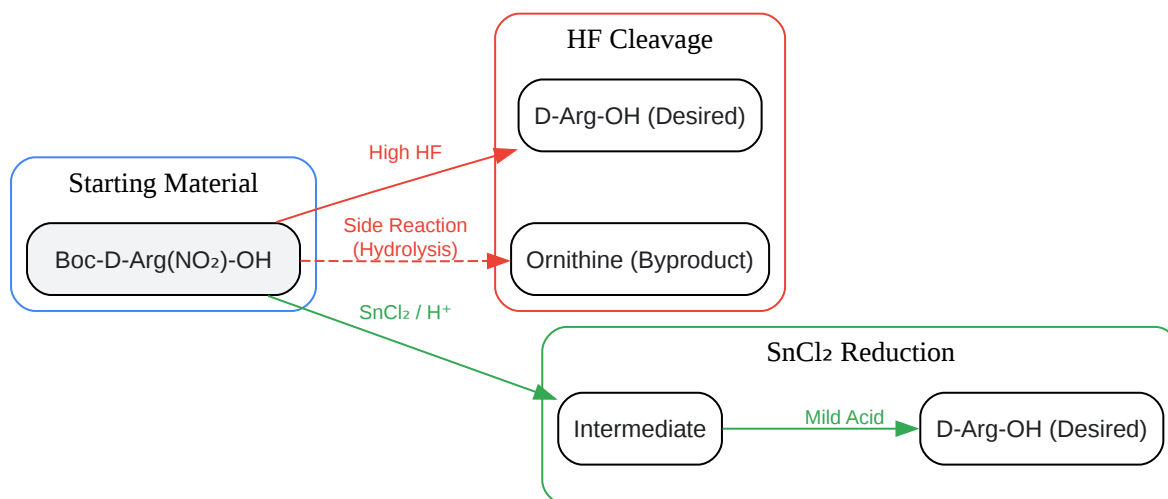 HF Cleavage
D-Arg-OH (Desired)
High HF
Starting Material
Side Reaction
(Hydrolysis)
Boc-D-Arg(NO₂)-OH
Ornithine (Byproduct)
SnCl₂ / H⁺
SnCl₂ Reduction
Intermediate
Mild Acid
D-Arg-OH (Desired)